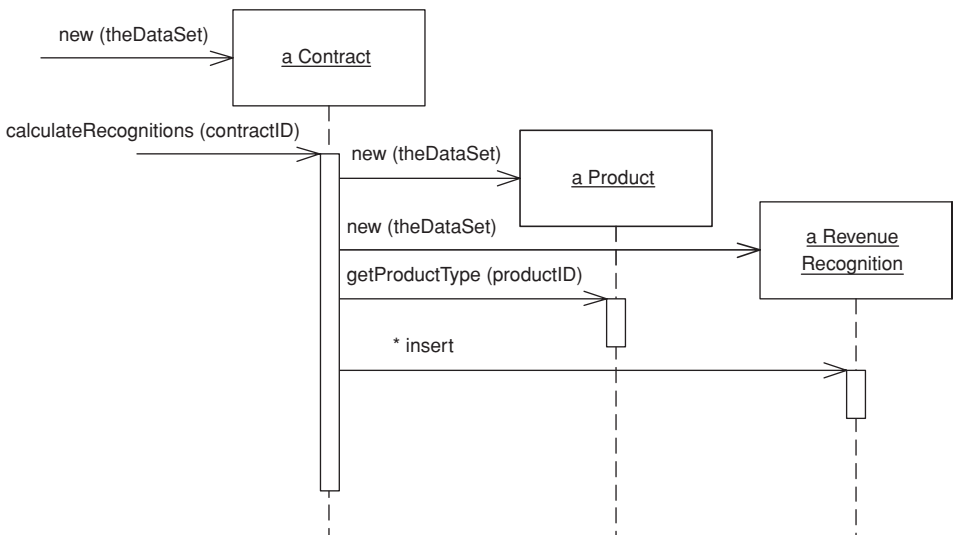 new (theDataSet)
a Contract
calculateRecognitions (contractID)
new (theDataSet)
a Product
new (theDataSet)
a Revenue
Recognition
getProductType (productID)
* insert